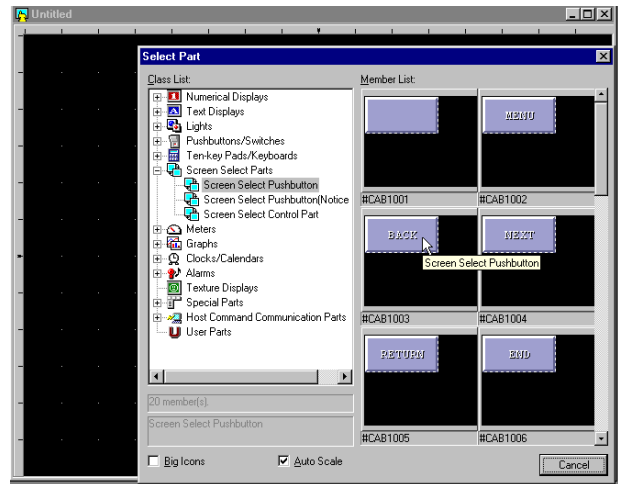 Untitled
Select Part
Class List:
Member List:
Numerical Displays
Text Displays
Lights
Pushbuttons/Switches
Ten-key Pads/Keyboards
Screen Select Parts
Screen Select Pushbutton
Screen Select Pushbutton(Notice
Screen Select Control Part
Meters
Graphs
Clocks/Calendars
Alarms
Texture Displays
Special Parts
Host Command Communication Parts
User Parts
20 member(s).
Screen Select Pushbutton
Big Icons
Auto Scale
MENU
#CAB1001
#CAB1002
BACK
NEXT
Screen Select Pushbutton
#CAB1003
#CAB1004
RETURN
END
#CAB1005
#CAB1006
Cancel